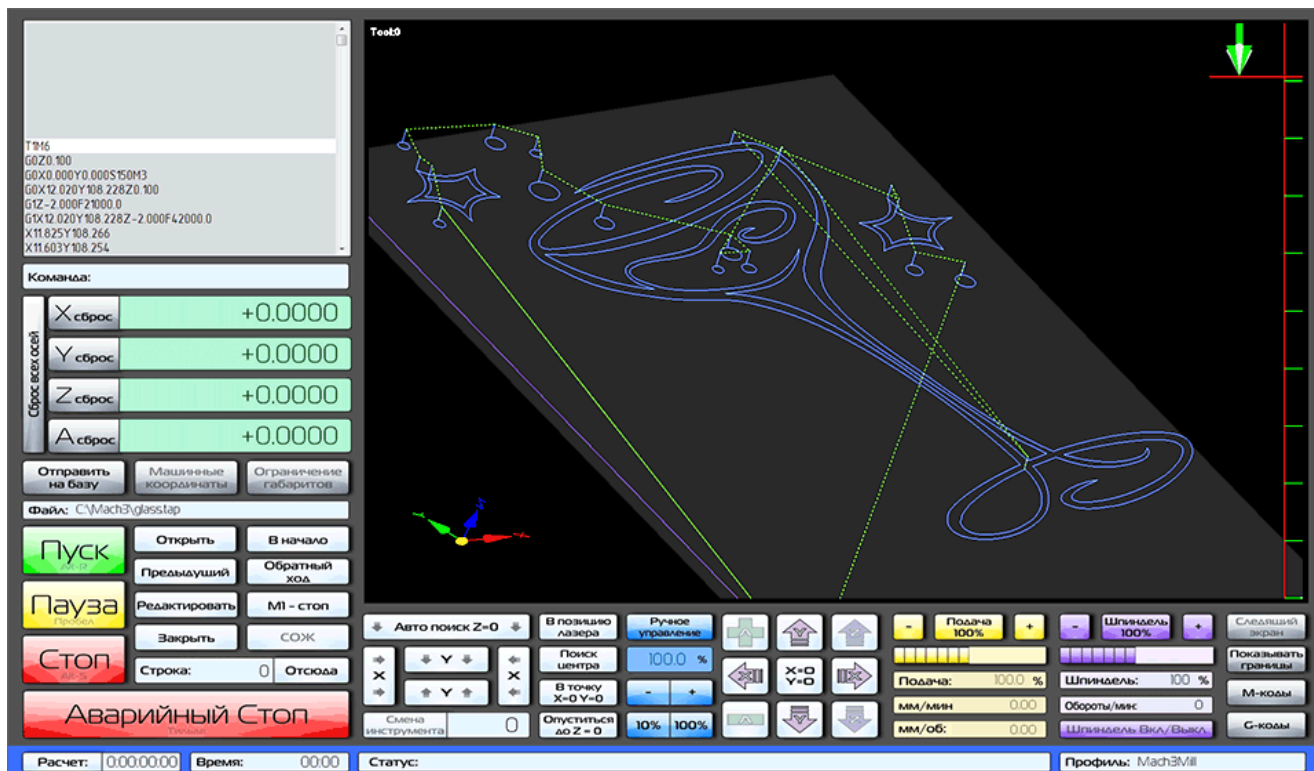 Tool:0
T1M6
G0Z0.100
G0X0.000Y0.000S150M3
G0X12.020Y108.228Z0.100
G1Z-2.000F21000.0
G1X12.020Y108.228Z-2.000F42000.0
X11.825Y108.266
X11.603Y108.254
Команда:
Сброс всех осей
X сброс +0.0000
Y сброс +0.0000
Z сброс +0.0000
A сброс +0.0000
Отправить на базу
Машинные координаты
Ограничение габаритов
Файл: C:\Mach3\glass.tap
Пуск
Alt-R
Открыть
В начало
Предыдущий
Обратный ход
Пауза
Пробел
Редактировать
M1 - стоп
Закрыть
СОЖ
Стоп
Alt-S
Строка: 0 Отсюда
Аварийный Стоп
Тильда
Авто поиск Z=0
X Y X
Y
Смена инструмента 0
В позицию лазера
Поиск центра
В точку X=0 Y=0
Опуститься до Z = 0
Ручное управление
100.0 %
- +
10% 100%
X=0
Y=0
- Подача 100% +
Подача: 100.0 %
мм/мин 0.00
мм/об: 0.00
- Шпиндель 100% +
Шпиндель: 100 %
Обороты/мин: 0
Шпиндель Вкл/Выкл
Следящий экран
Показывать границы
М-коды
G-коды
Расчет: 0:00:00:00 Время: 00:00 Статус: Профиль: Mach3Mill